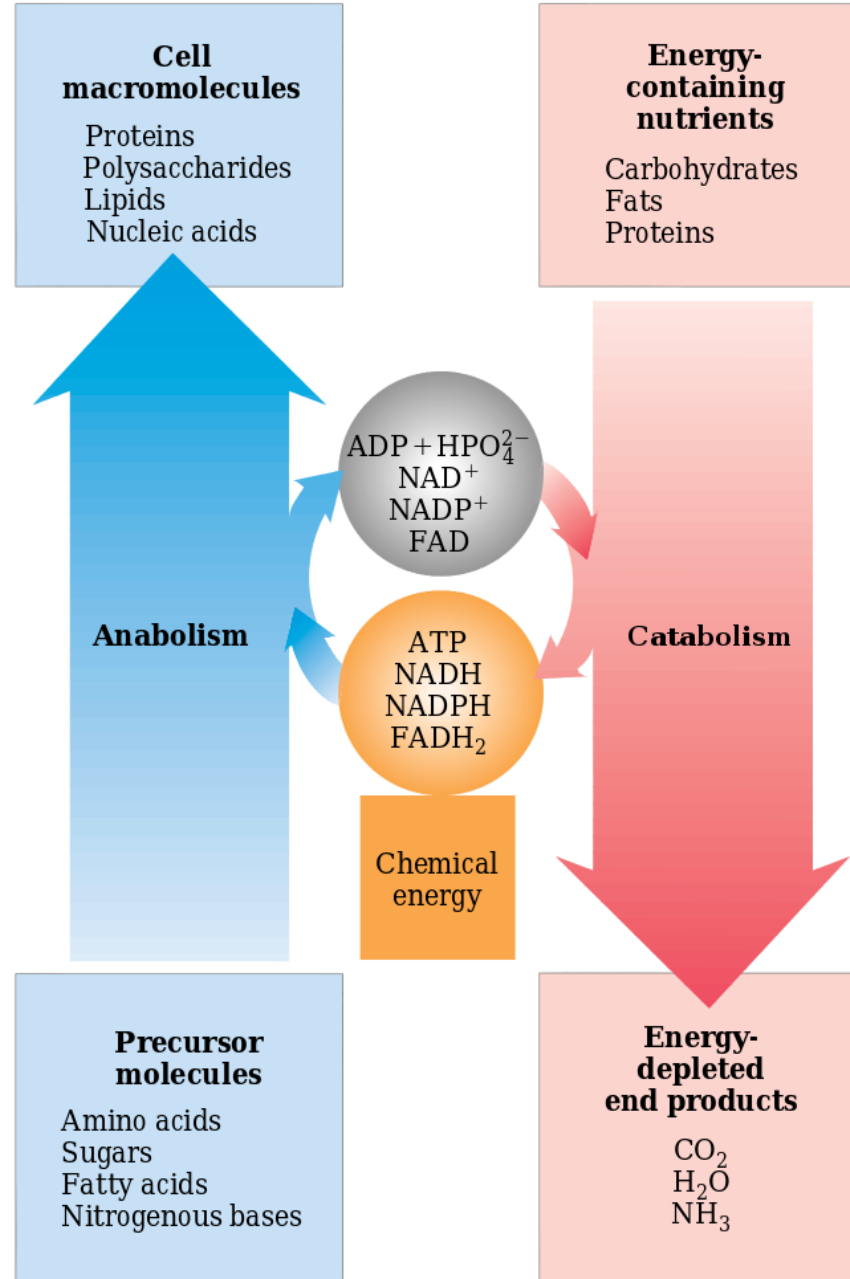 Cell
macromolecules
Proteins
Polysaccharides
Lipids
Nucleic acids
Energy-
containing
nutrients
Carbohydrates
Fats
Proteins
ADP + HPO₄²⁻
NAD⁺
NADP⁺
FAD
Anabolism
ATP
NADH
NADPH
FADH₂
Catabolism
Chemical
energy
Precursor
molecules
Amino acids
Sugars
Fatty acids
Nitrogenous bases
Energy-
depleted
end products
CO₂
H₂O
NH₃